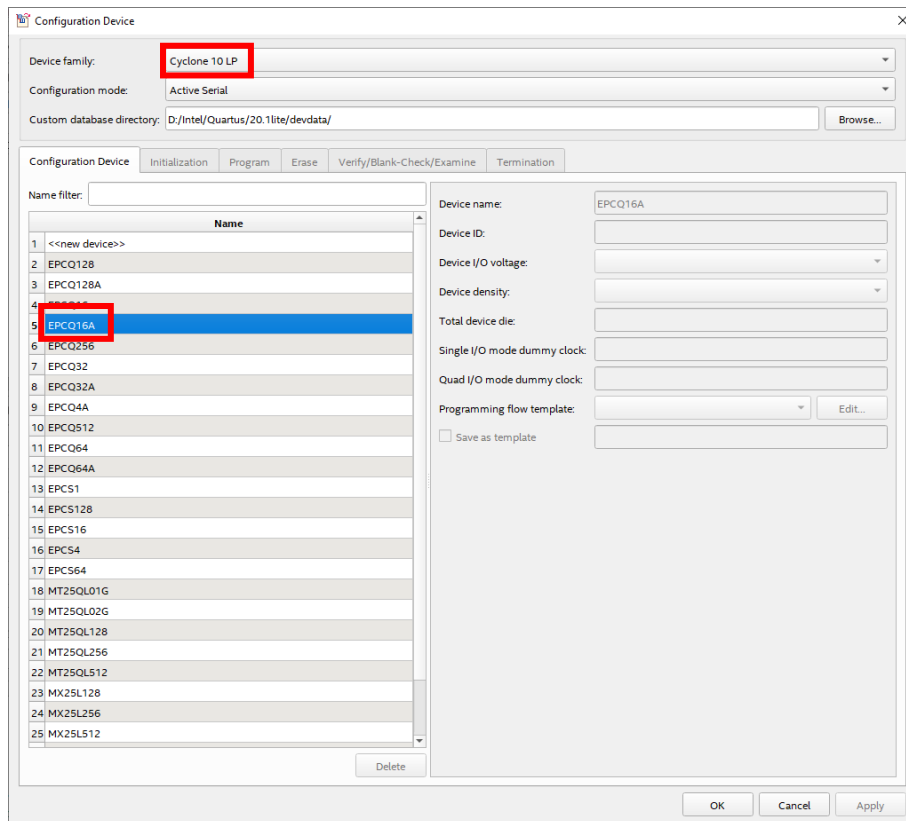 Configuration Device
Device family: Cyclone 10 LP
Configuration mode: Active Serial
Custom database directory: D:/Intel/Quartus/20.1lite/devdata/ Browse...
Configuration Device Initialization Program Erase Verify/Blank-Check/Examine Termination
Name filter:
Name
1 <<new device>>
2 EPCQ128
3 EPCQ128A
4
5 EPCQ16A
6 EPCQ256
7 EPCQ32
8 EPCQ32A
9 EPCQ4A
10 EPCQ512
11 EPCQ64
12 EPCQ64A
13 EPCS1
14 EPCS128
15 EPCS16
16 EPCS4
17 EPCS64
18 MT25QL01G
19 MT25QL02G
20 MT25QL128
21 MT25QL256
22 MT25QL512
23 MX25L128
24 MX25L256
25 MX25L512
Delete
Device name: EPCQ16A
Device ID:
Device I/O voltage:
Device density:
Total device die:
Single I/O mode dummy clock:
Quad I/O mode dummy clock:
Programming flow template: Edit...
Save as template
OK Cancel Apply